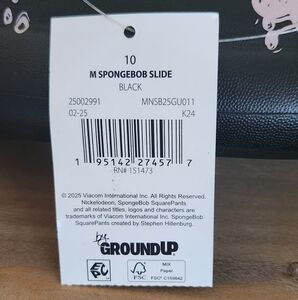 10
M SPONGEBOB SLIDE
BLACK
25002991 MNSB25GU011
02-25 K24
1 95142 27457 7
RN# 151473
© 2025 Viacom International Inc. All Rights Reserved.
Nickelodeon, SpongeBob SquarePants
and all related titles, logos and characters are
trademarks of Viacom International Inc. SpongeBob
SquarePants created by Stephen Hillenburg.
by
GROUNDUP
FSC
MIX
Paper
FSC® C159842